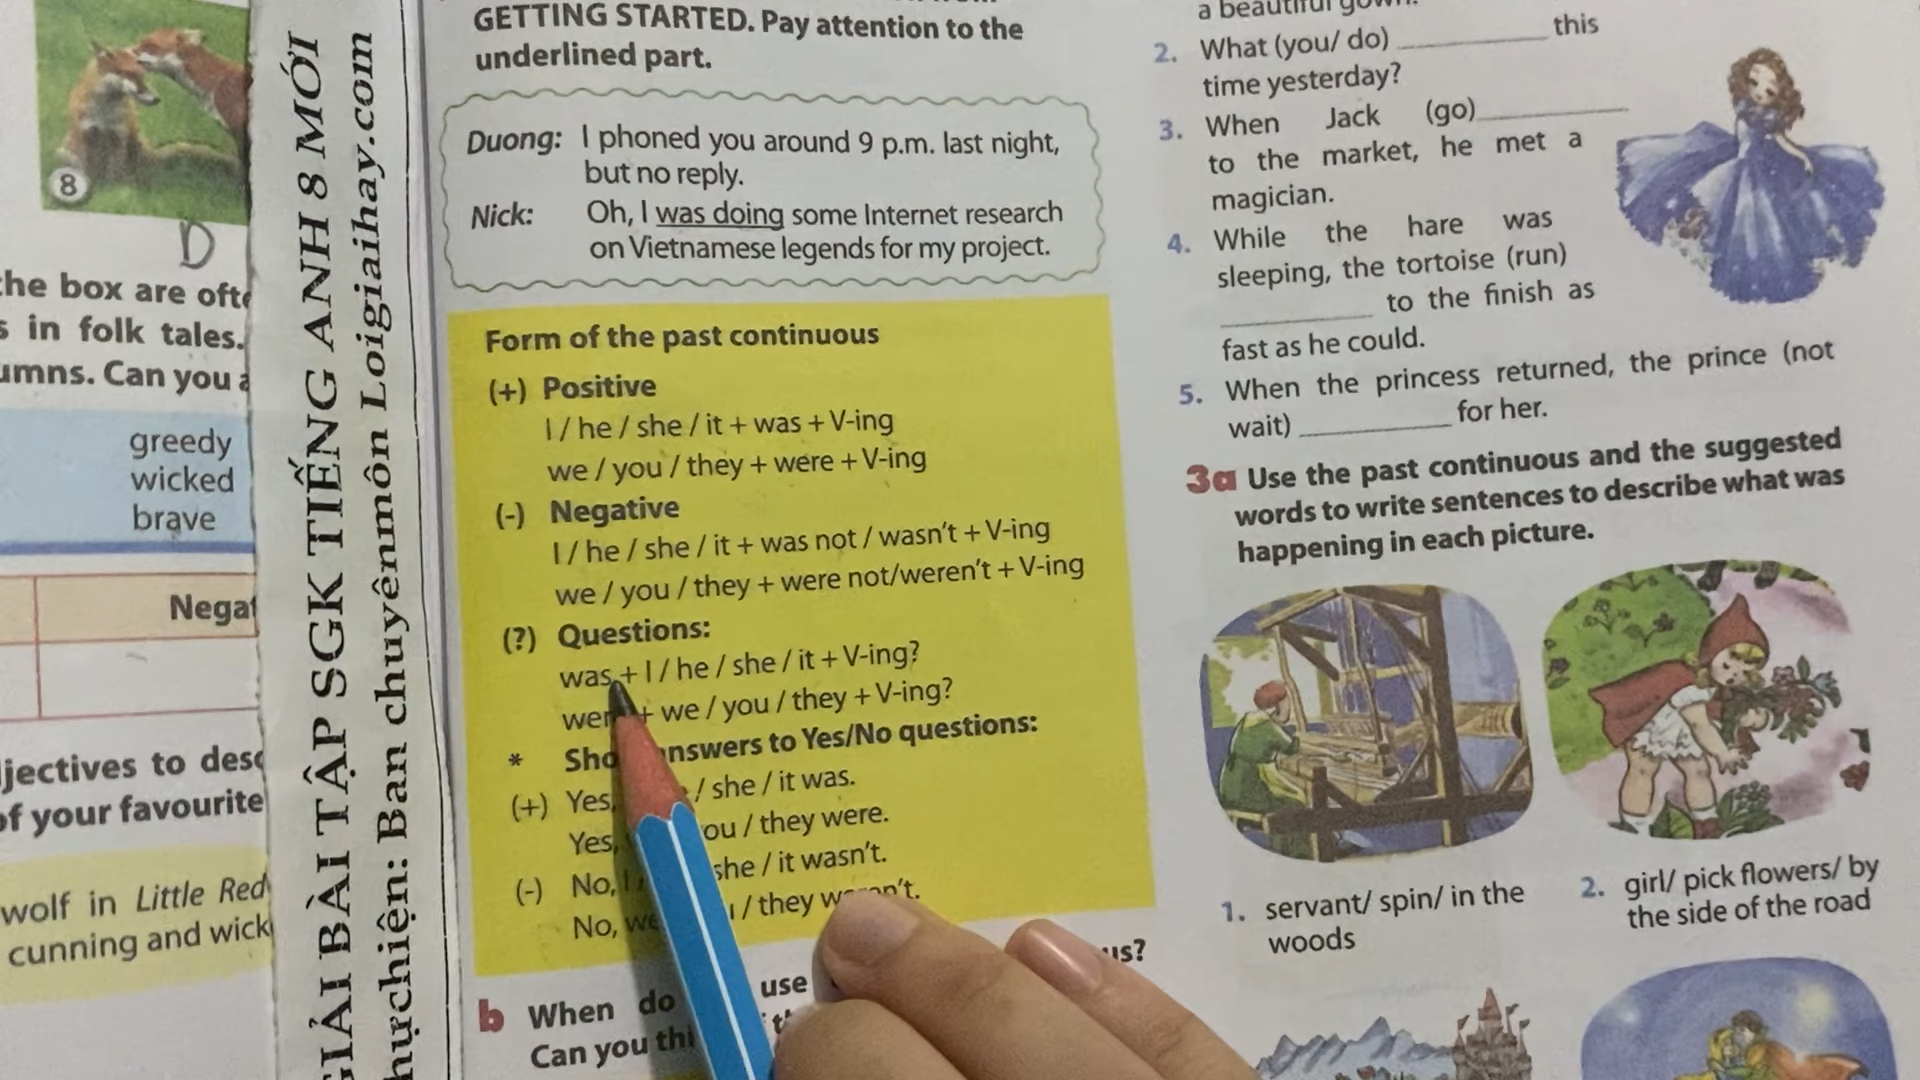 8
D
the box are
s in folk tales.
umns. Can you
greedy
wicked
brave
jectives to
of your favourite
wolf in Little Red
cunning and
GIẢI BÀI TẬP SGK TIẾNG ANH 8 MỚI
Ban chuyênmôn Loigiaihay.com
GETTING STARTED. Pay attention to the
underlined part.
Duong: I phoned you around 9 p.m. last night,
but no reply.
Nick: Oh, I was doing some Internet research
on Vietnamese legends for my project.
Form of the past continuous
(+) Positive
I / he / she / it + was + V-ing
we / you / they + were + V-ing
(-) Negative
I / he / she / it + was not / wasn't + V-ing
we / you / they + were not/weren't + V-ing
(?) Questions:
was + I / he / she / it + V-ing?
+ we / you / they + V-ing?
* answers to Yes/No questions:
(+) Yes, / she / it was.
Yes, / they were.
(-) No, I she / it wasn't.
No, we / they
b When do use
Can you
a beautiful gown.
2. What (you/ do) __________ this
time yesterday?
3. When Jack (go)__________
to the market, he met a
magician.
4. While the hare was
sleeping, the tortoise (run)
__________ to the finish as
fast as he could.
5. When the princess returned, the prince (not
wait) __________ for her.
3a Use the past continuous and the suggested
words to write sentences to describe what was
happening in each picture.
1. servant/ spin/ in the
woods
2. girl/ pick flowers/ by
the side of the road